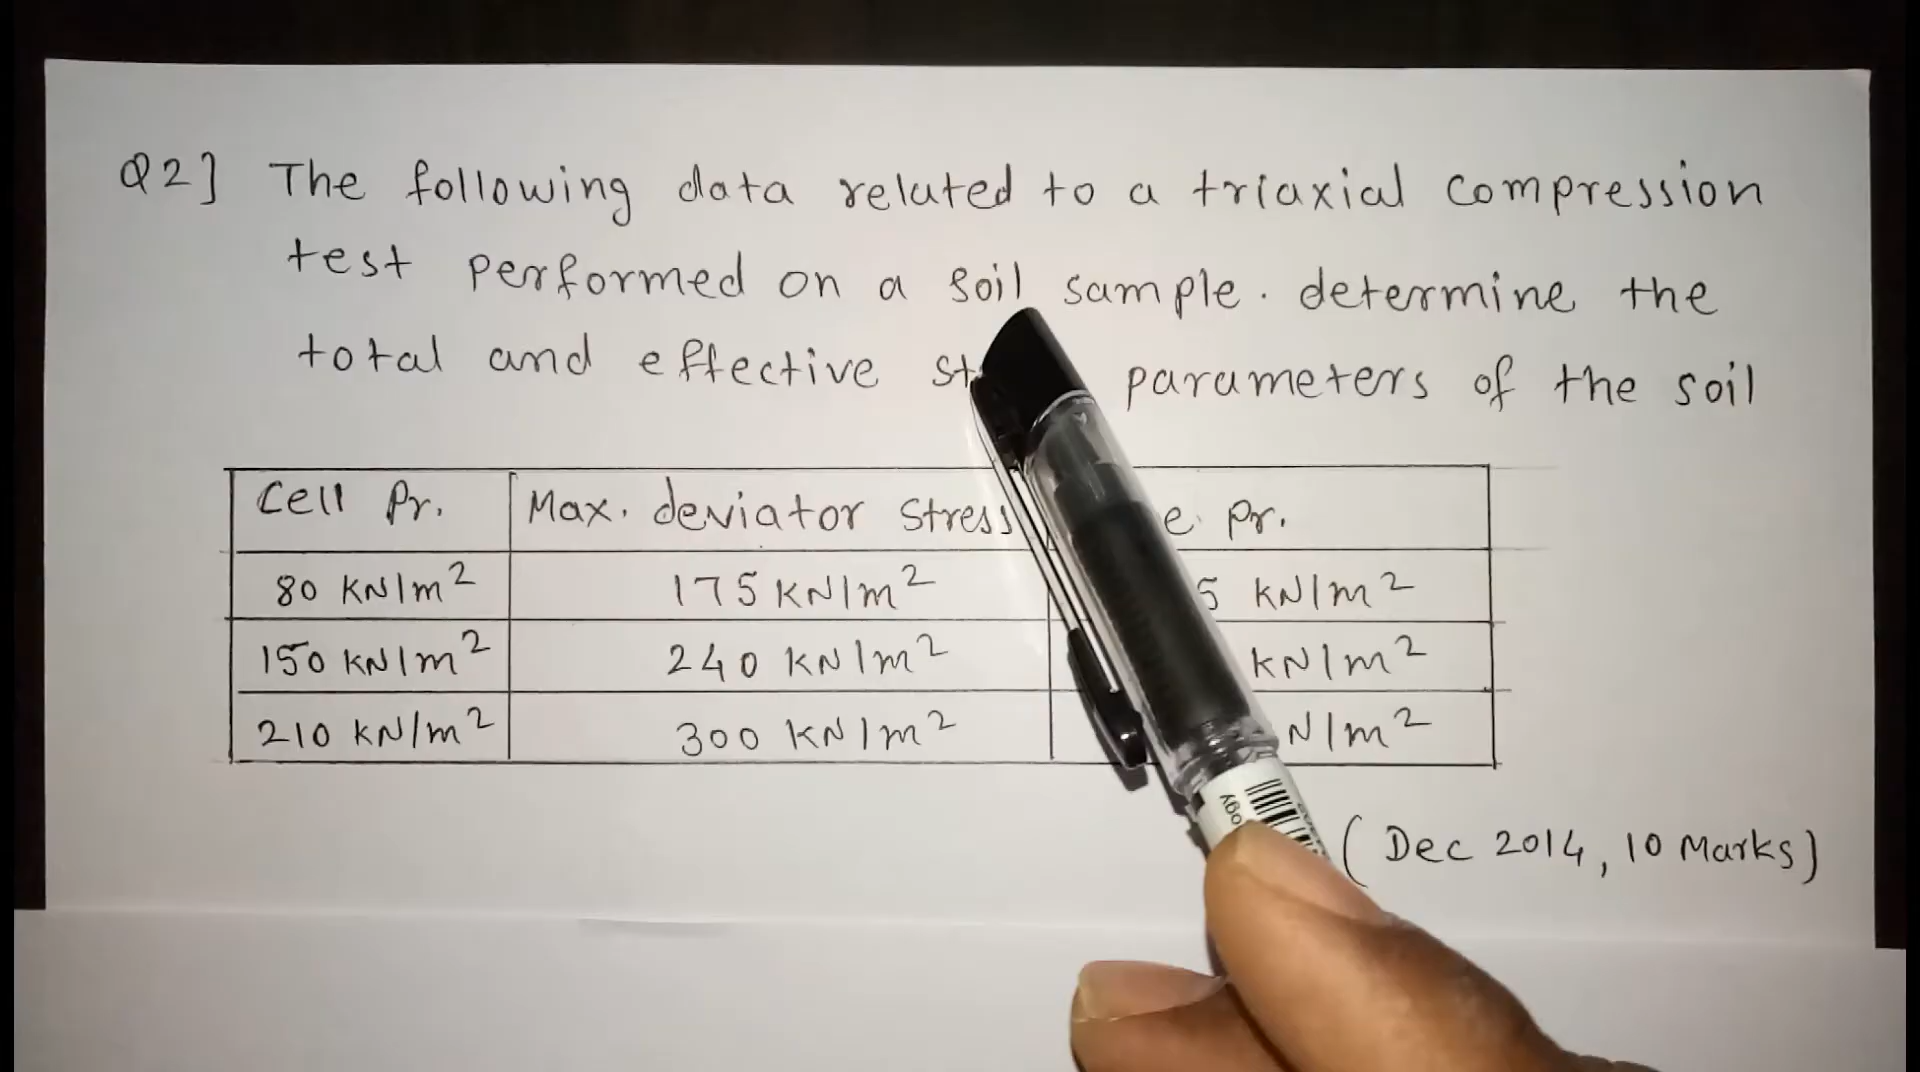 Q2] The following data related to a triaxial compression
test performed on a soil sample. determine the
total and effective parameters of the soil
Cell Pr. Max. deviator stress Pr.
80 KN/m² 175 KN/m² 5 KN/m²
150 KN/m² 240 KN/m² KN/m²
210 KN/m² 300 KN/m² N/m²
(Dec 2014, 10 Marks)